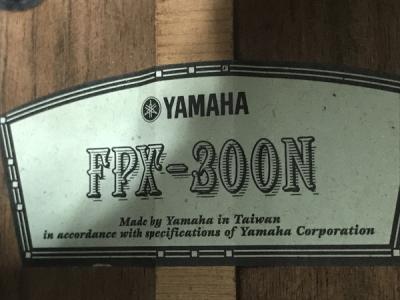 YAMAHA
FPX-300N
Made by Yamaha in Taiwan
in accordance with specifications of Yamaha Corporation